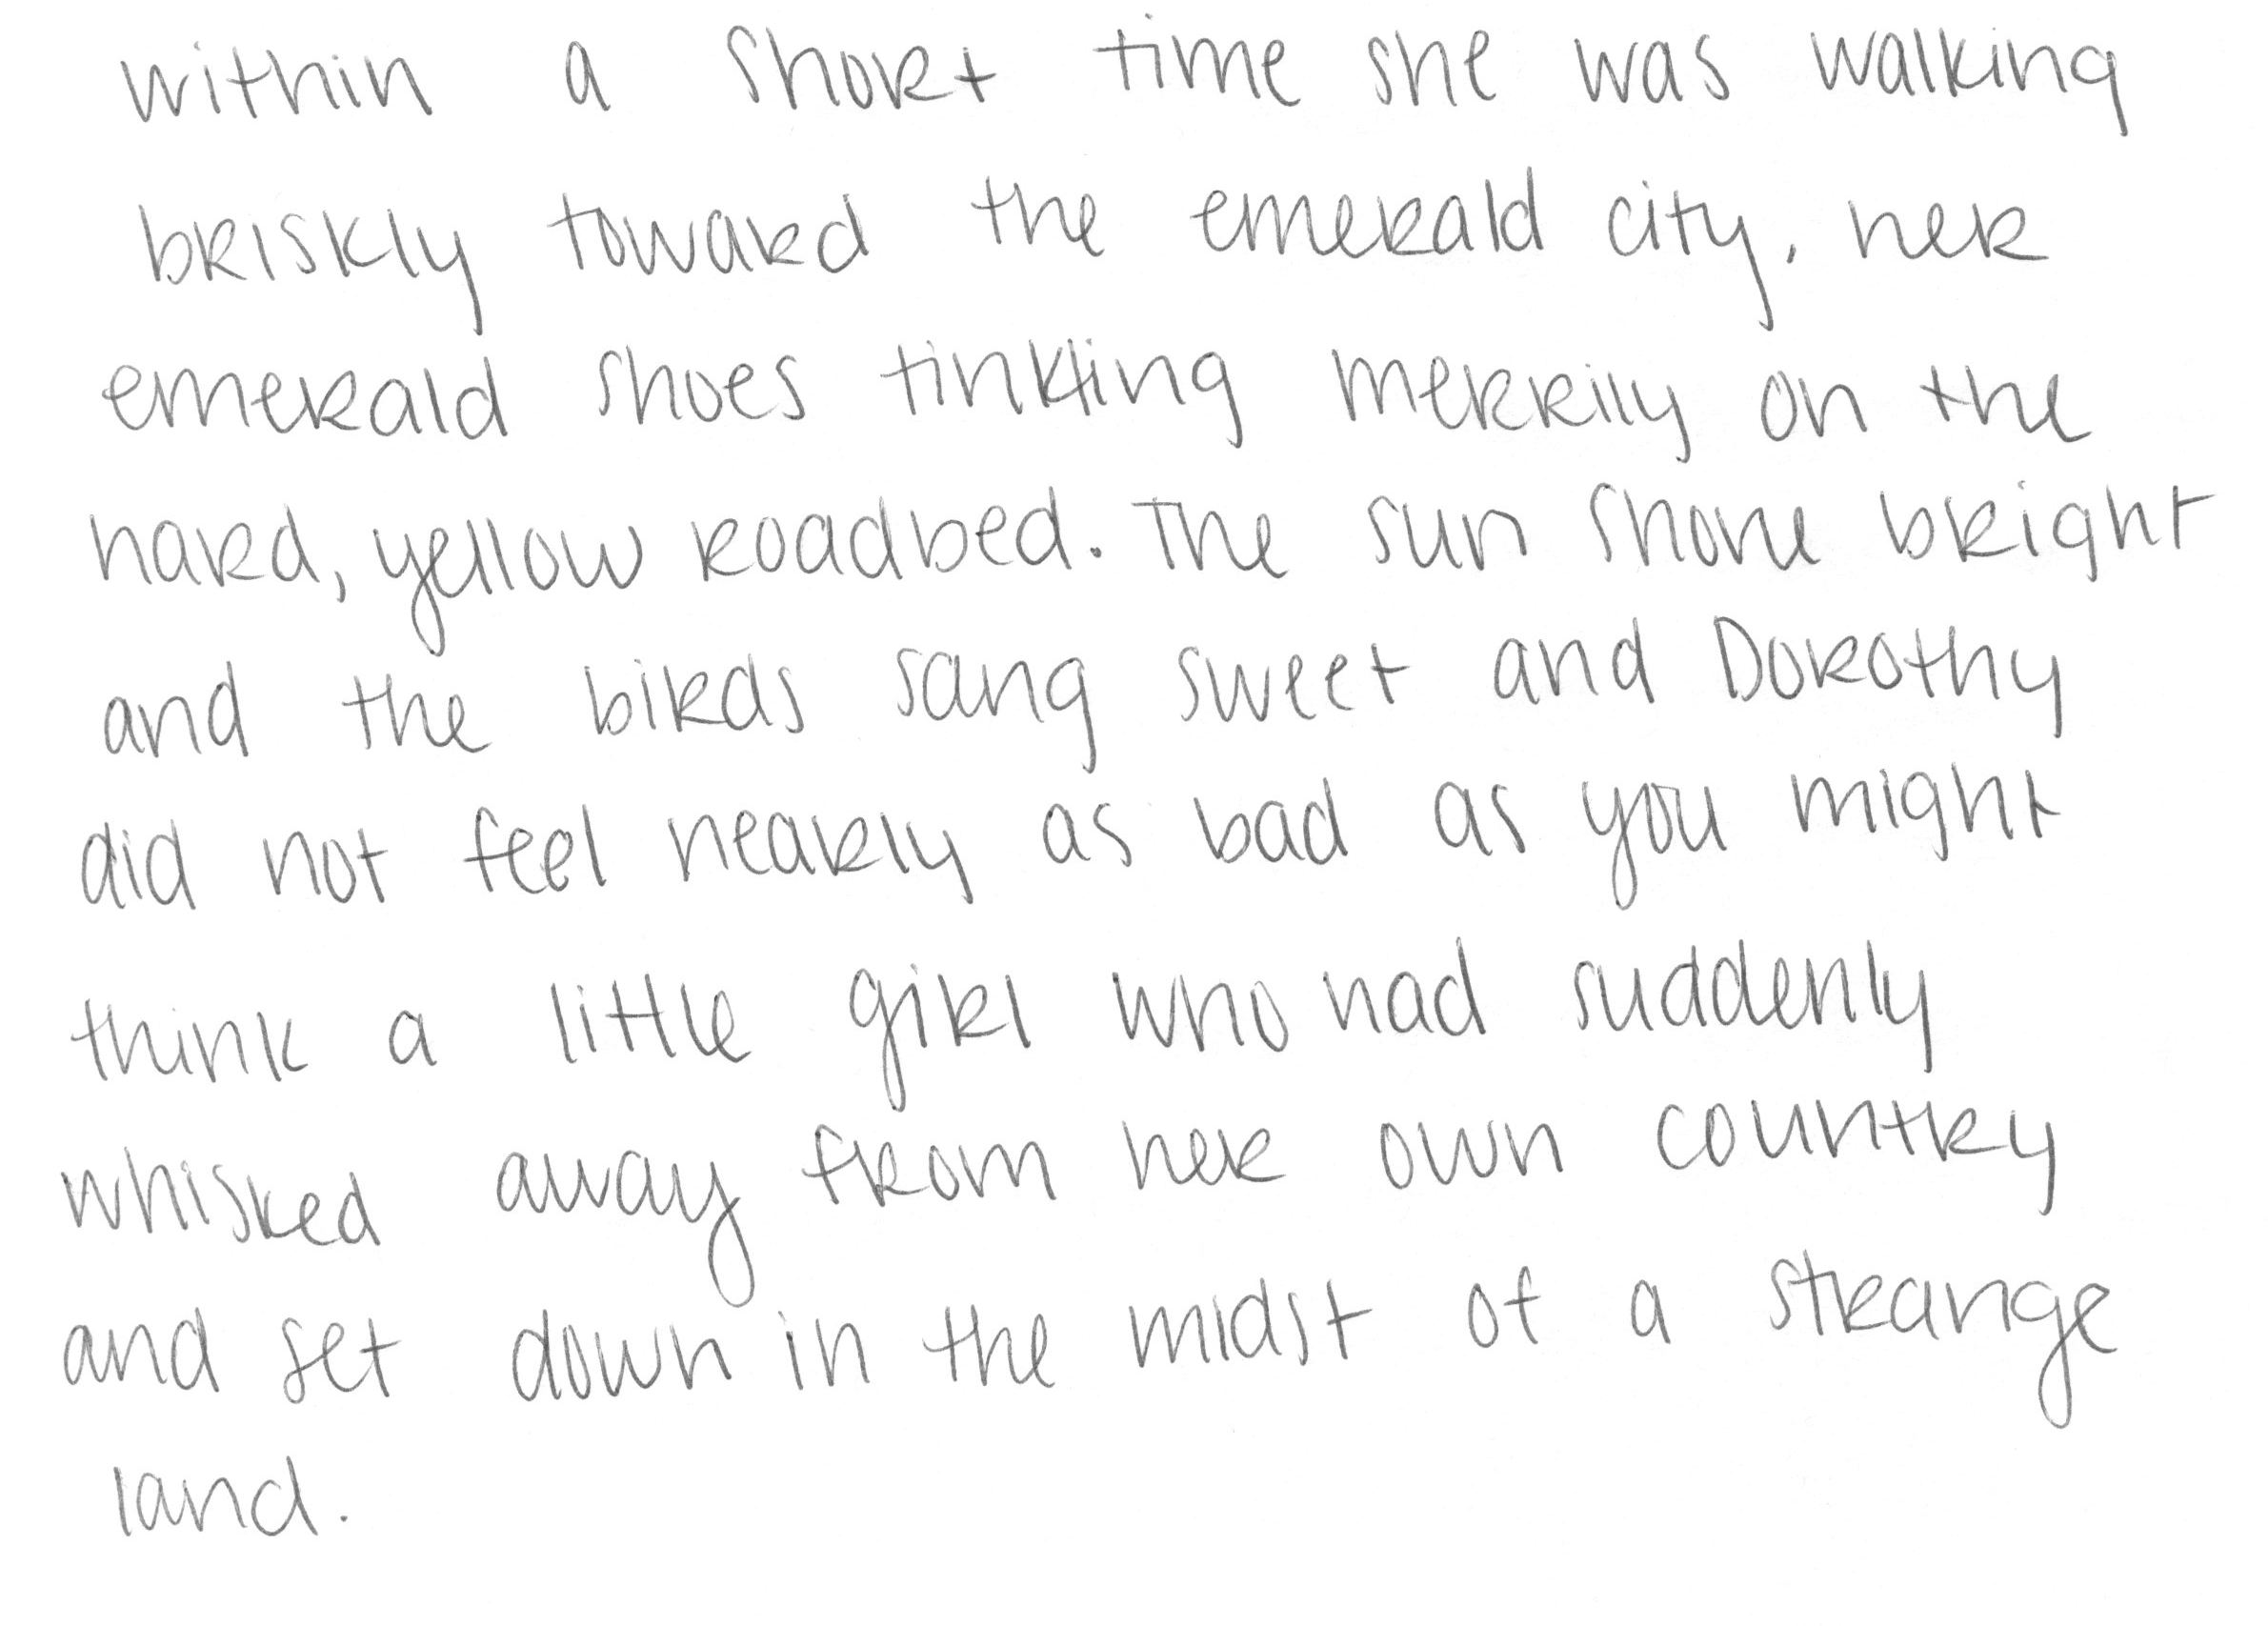 within a short time she was walking
briskly toward the emerald city, her
emerald shoes tinkling merrily on the
hard, yellow roadbed. The sun shone bright
and the birds sang sweet and Dorothy
did not feel nearly as bad as you might
think a little girl who had suddenly
whisked away from her own country
and set down in the midst of a strange
land.